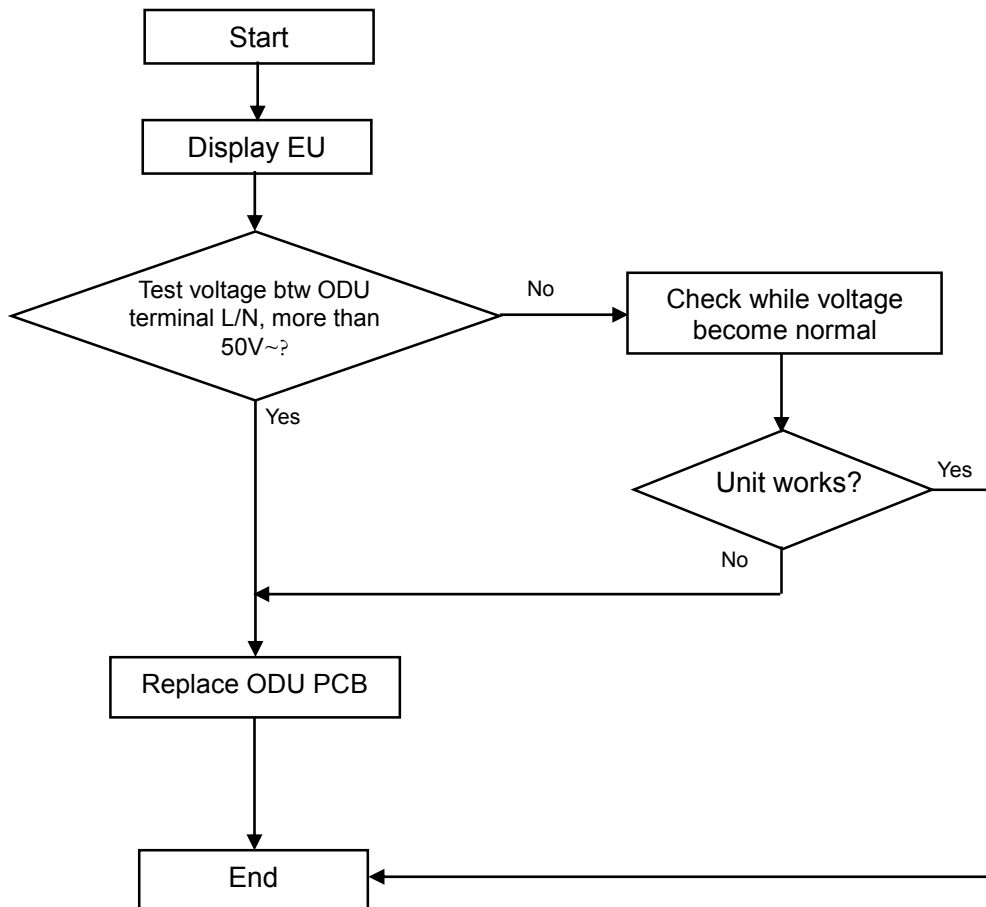 Start
Display EU
Test voltage btw ODU
terminal L/N, more than
50V~?
No
Check while voltage
become normal
Yes
Unit works?
Yes
No
Replace ODU PCB
End